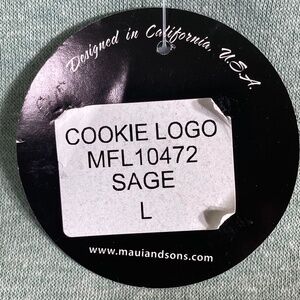 Designed in California, U.S.A.
COOKIE LOGO
MFL10472
SAGE
L
www.mauiandsons.com